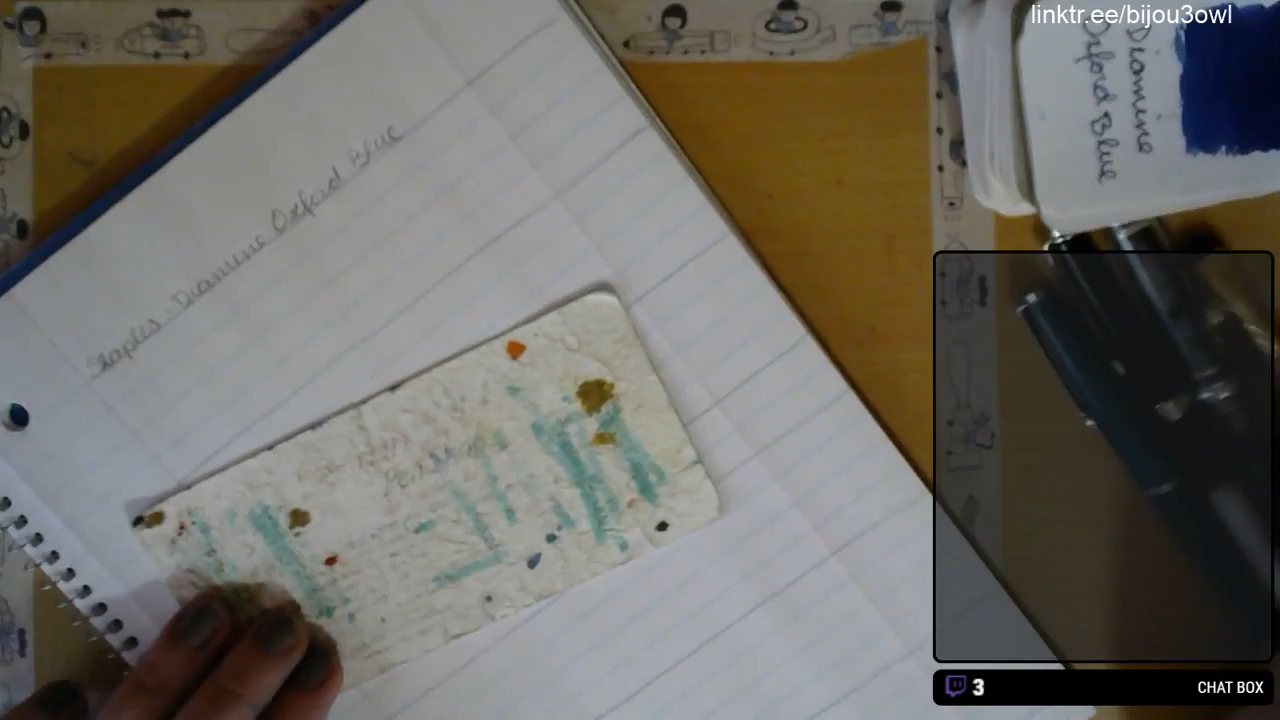 linktr.ee/bijou3owl
Diamine
Oxford Blue
Staples - Diamine Oxford Blue
3
CHAT BOX